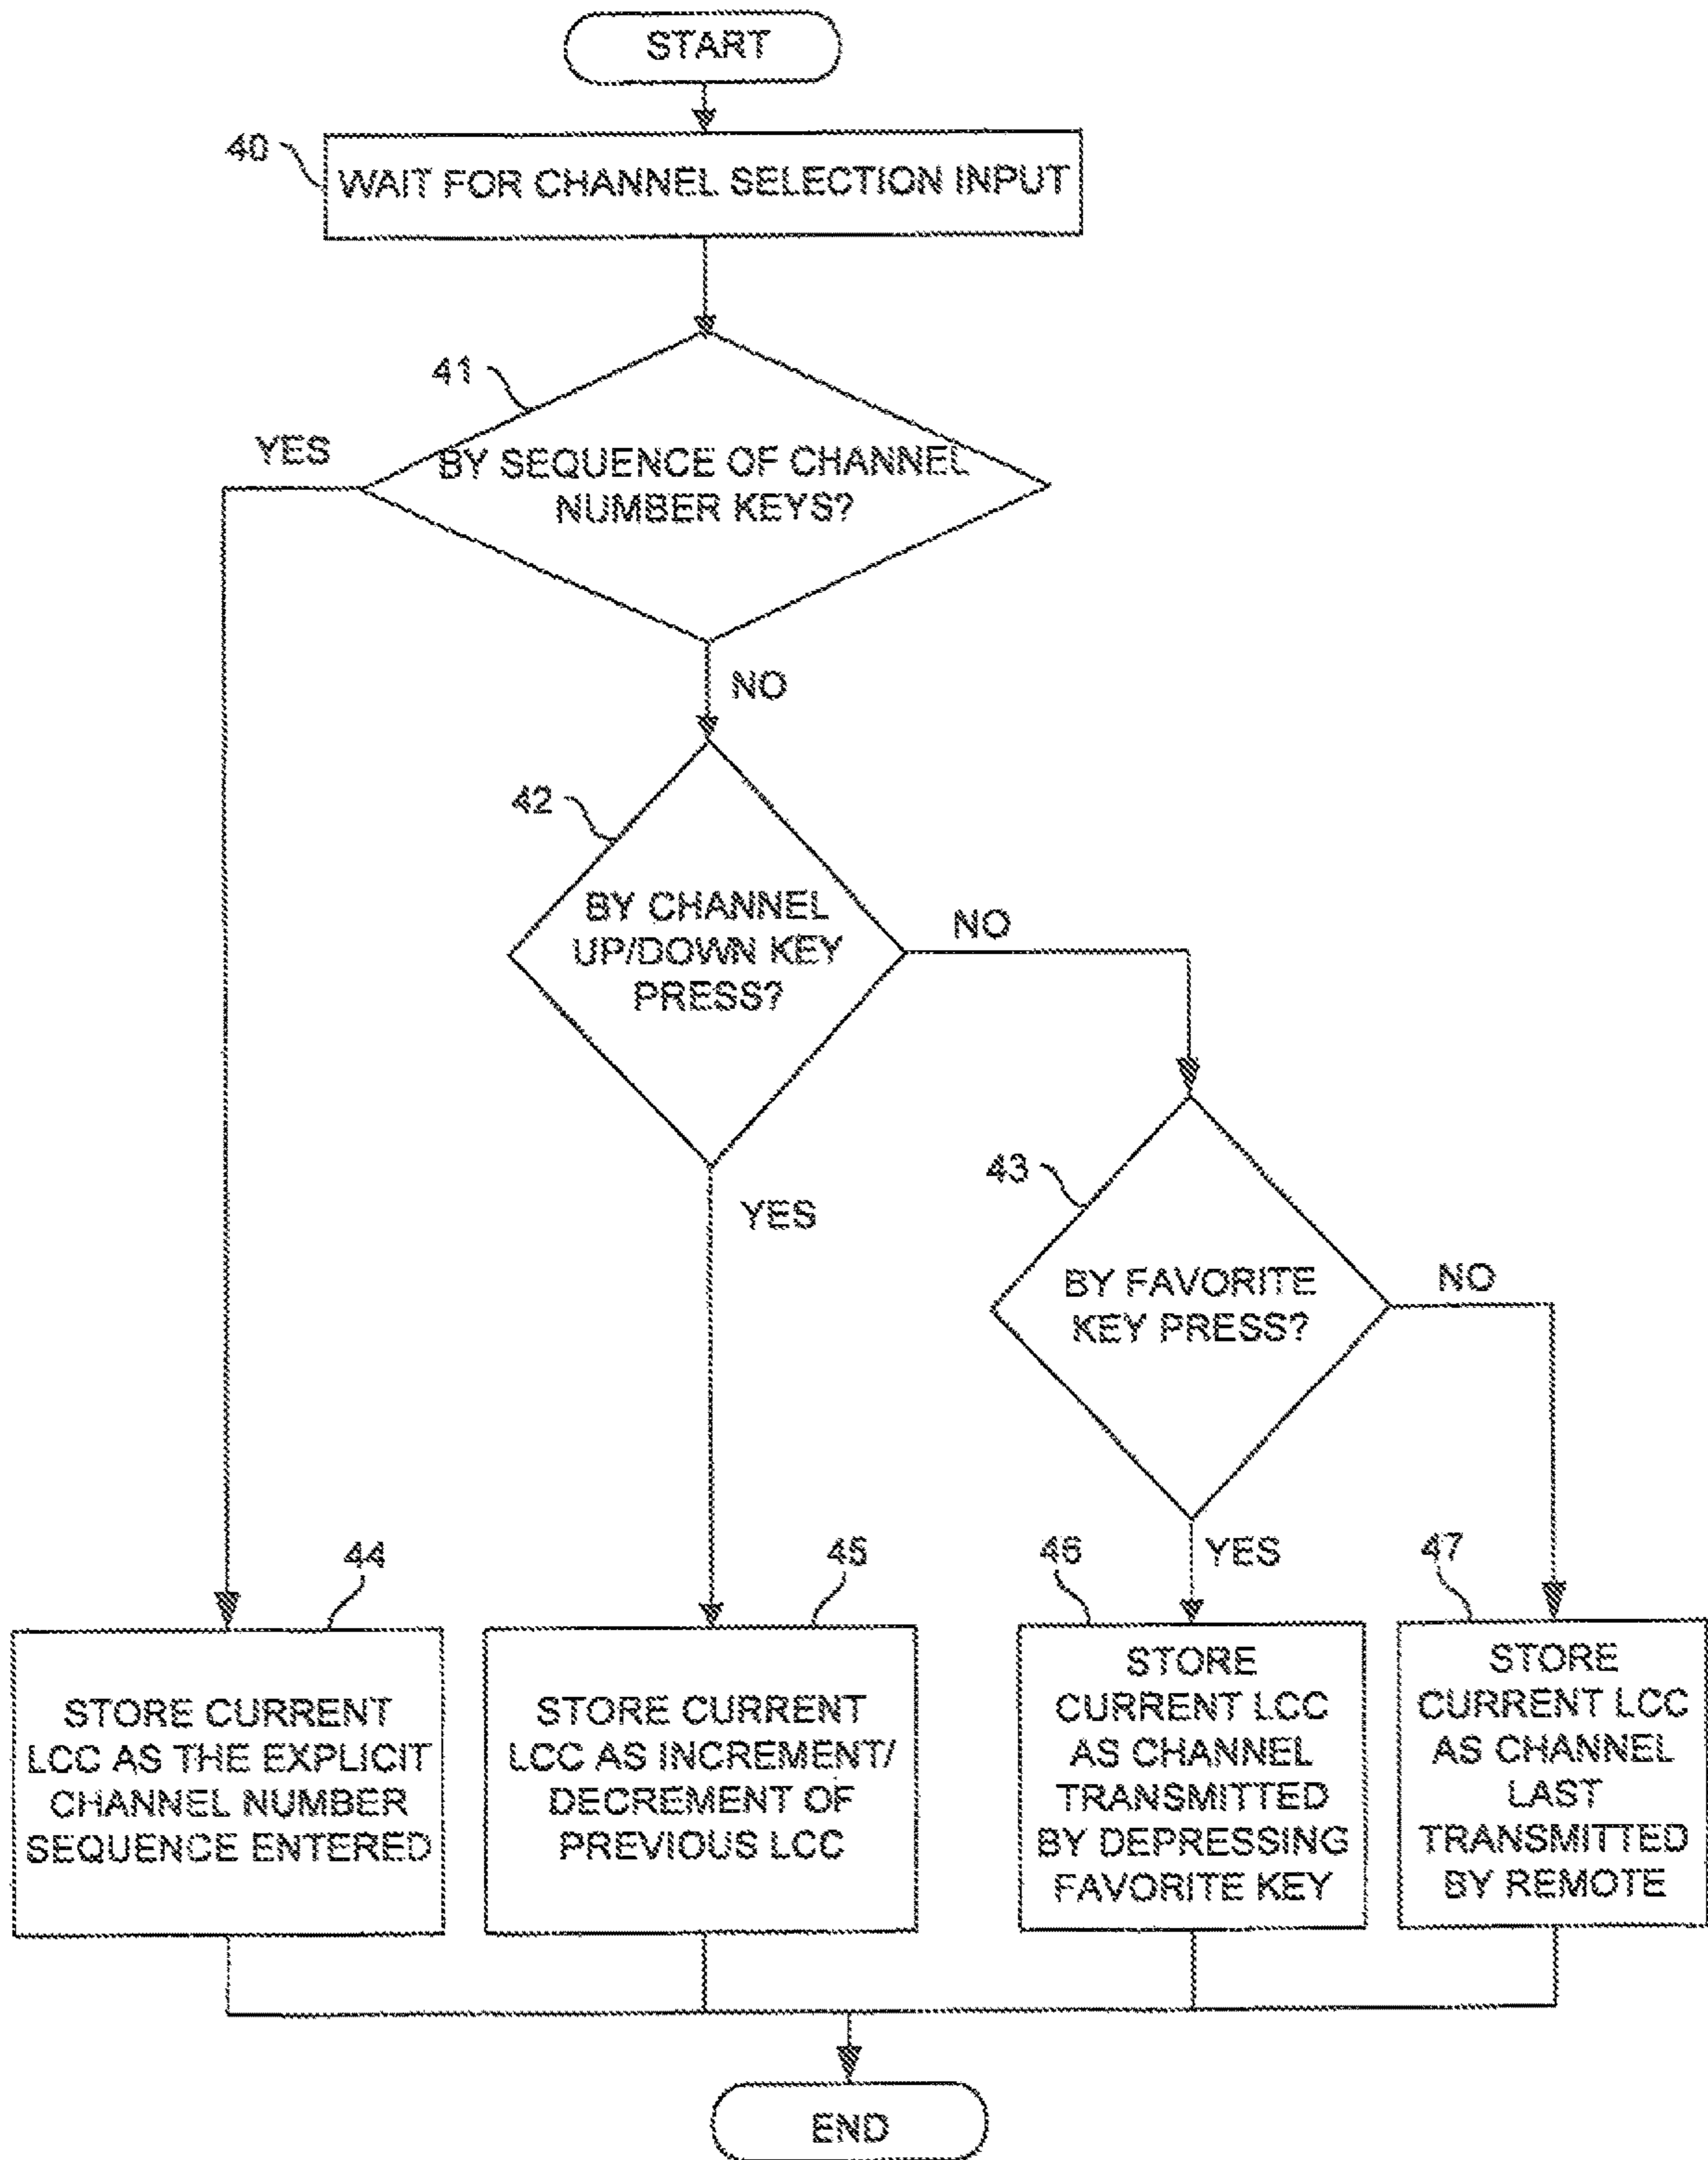 START
40
WAIT FOR CHANNEL SELECTION INPUT
41
YES
BY SEQUENCE OF CHANNEL
NUMBER KEYS?
NO
42
BY CHANNEL
UP/DOWN KEY
PRESS?
NO
43
YES
BY FAVORITE
KEY PRESS?
NO
44
STORE CURRENT
LCC AS THE EXPLICIT
CHANNEL NUMBER
SEQUENCE ENTERED
45
STORE CURRENT
LCC AS INCREMENT/
DECREMENT OF
PREVIOUS LCC
46
YES
STORE
CURRENT LCC
AS CHANNEL
TRANSMITTED
BY DEPRESSING
FAVORITE KEY
47
STORE
CURRENT LCC
AS CHANNEL
LAST
TRANSMITTED
BY REMOTE
END